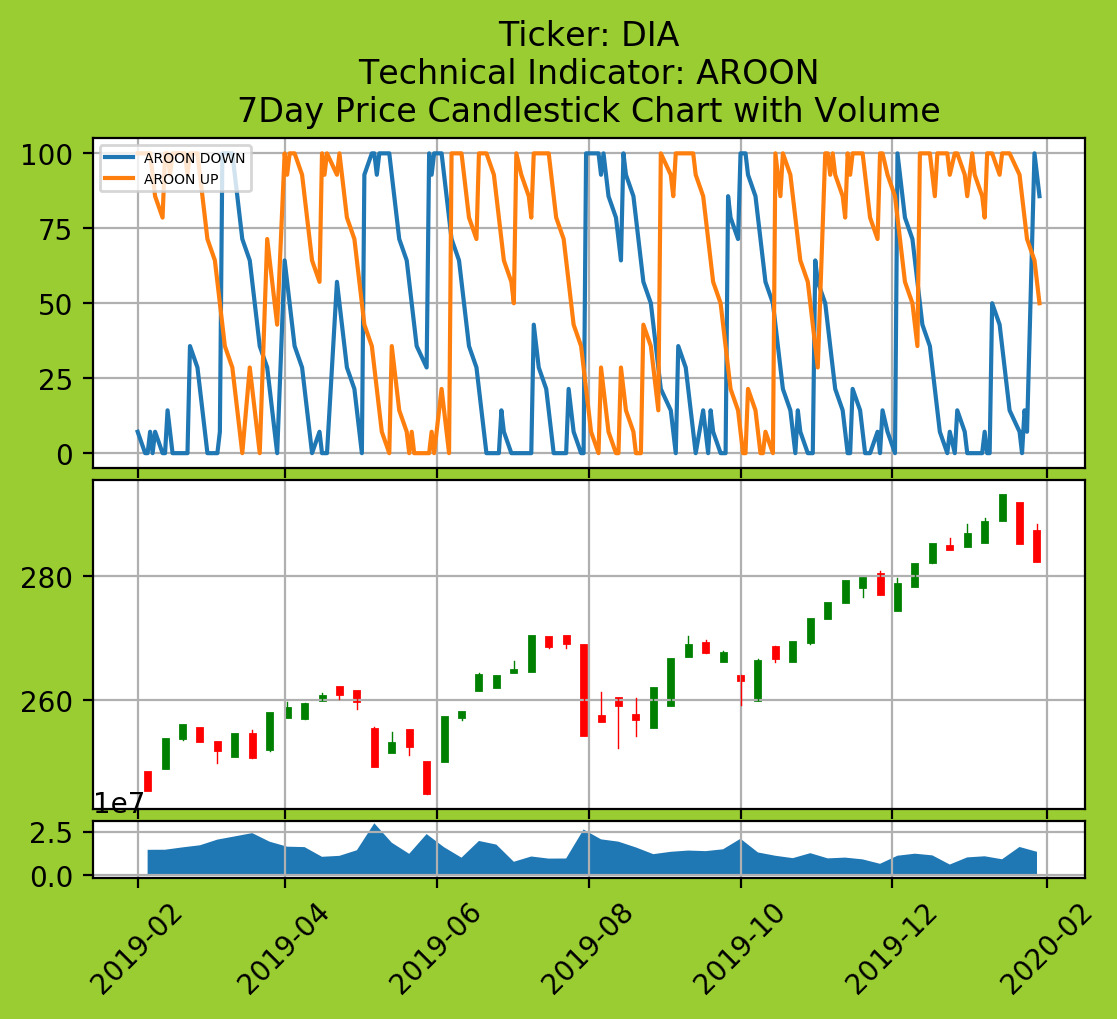 Ticker: DIA
Technical Indicator: AROON
7Day Price Candlestick Chart with Volume
AROON DOWN
AROON UP
100
75
50
25
0
280
260
1e7
2.5
0.0
2019-02
2019-04
2019-06
2019-08
2019-10
2019-12
2020-02